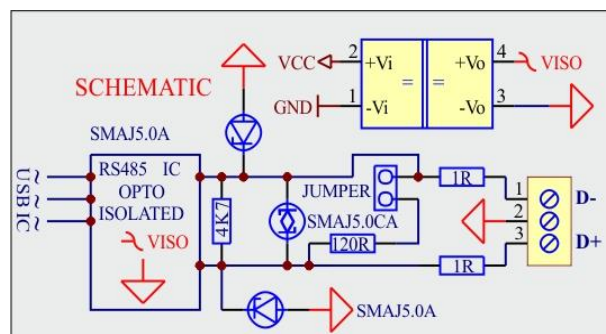 2
+Vi
VCC
+Vo
4
VISO
SCHEMATIC
= =
GND
1
-Vi
-Vo
3
SMAJ5.0A
USB IC
~
~
~
RS485 IC
OPTO
ISOLATED
VISO
4K7
JUMPER
SMAJ5.0CA
120R
1R
1
D-
2
3
D+
1R
SMAJ5.0A